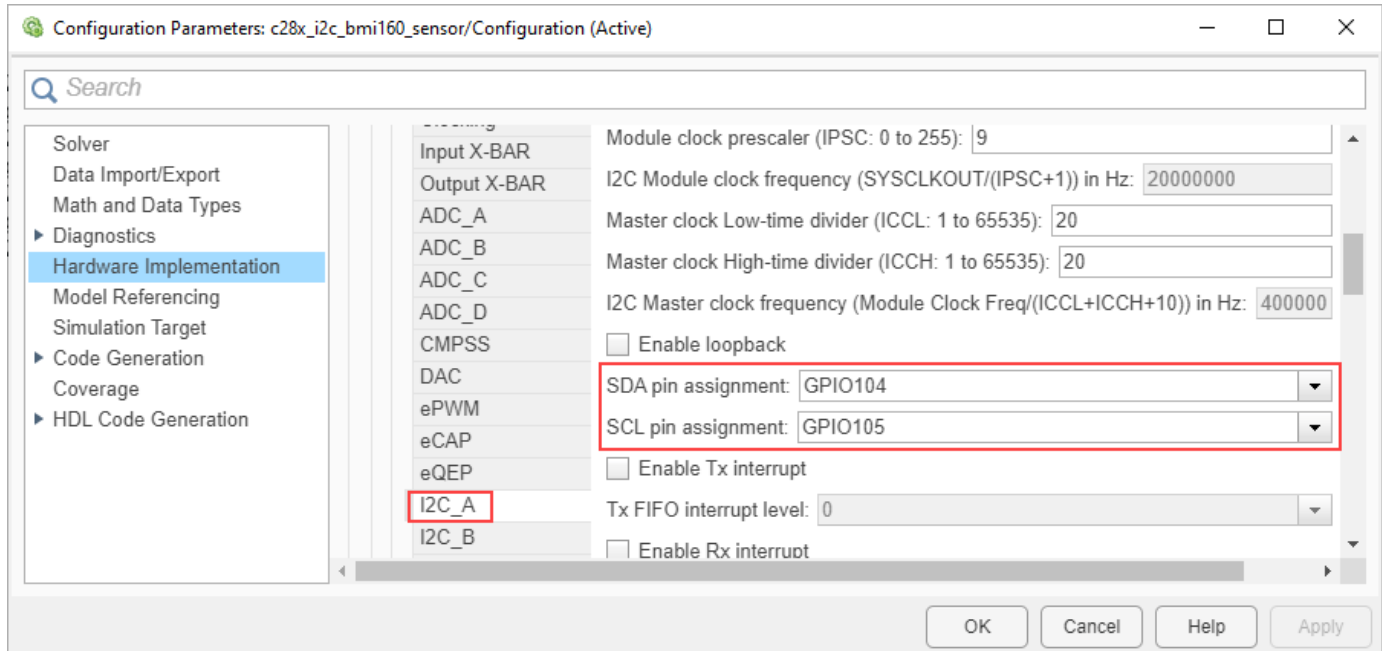 Configuration Parameters: c28x_i2c_bmi160_sensor/Configuration (Active)
Search
Solver
Data Import/Export
Math and Data Types
Diagnostics
Hardware Implementation
Model Referencing
Simulation Target
Code Generation
Coverage
HDL Code Generation
Input X-BAR
Output X-BAR
ADC_A
ADC_B
ADC_C
ADC_D
CMPSS
DAC
ePWM
eCAP
eQEP
I2C_A
I2C_B
Module clock prescaler (IPSC: 0 to 255): 9
I2C Module clock frequency (SYSCLKOUT/(IPSC+1)) in Hz: 20000000
Master clock Low-time divider (ICCL: 1 to 65535): 20
Master clock High-time divider (ICCH: 1 to 65535): 20
I2C Master clock frequency (Module Clock Freq/(ICCL+ICCH+10)) in Hz: 400000
Enable loopback
SDA pin assignment: GPIO104
SCL pin assignment: GPIO105
Enable Tx interrupt
Tx FIFO interrupt level: 0
Enable Rx interrupt
OK
Cancel
Help
Apply